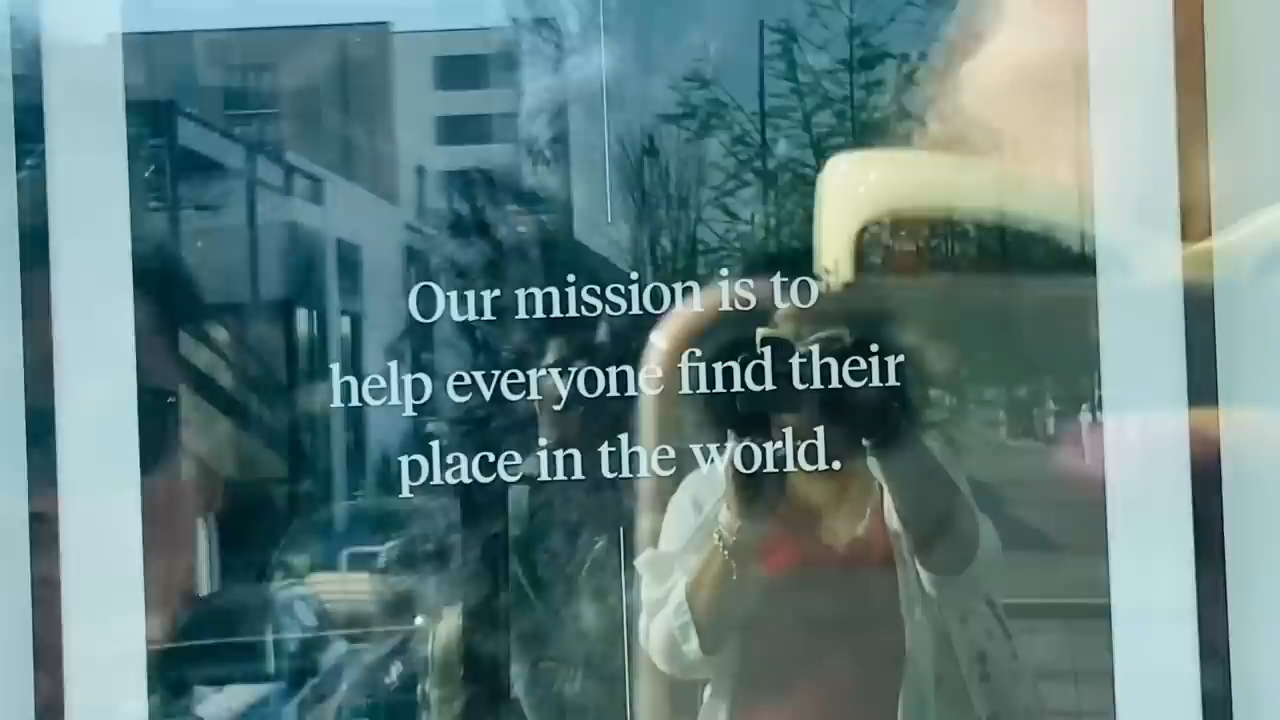 Our mission is to
help everyone find their
place in the world.